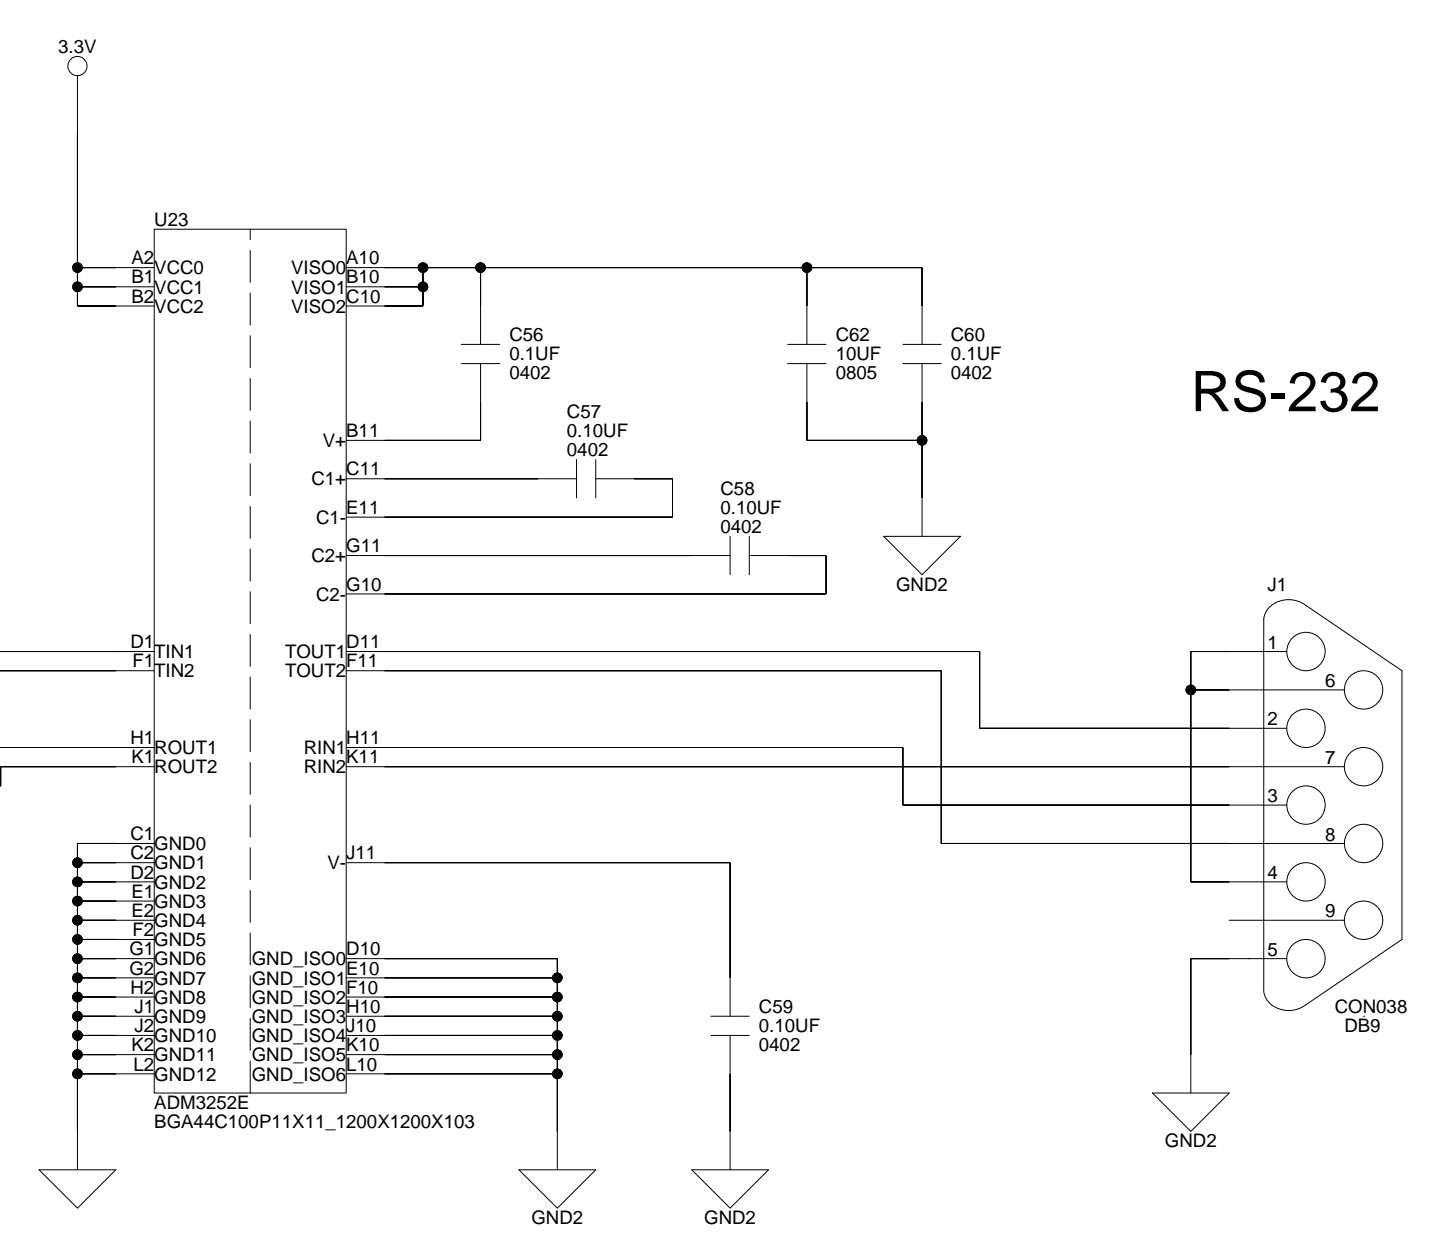 3.3V
U23
A2 VCC0
B1 VCC1
B2 VCC2
VISO0 A10
VISO1 B10
VISO2 C10
C56
0.1UF
0402
C62
10UF
0805
C60
0.1UF
0402
RS-232
C57
0.10UF
0402
V+ B11
C1+ C11
C1- E11
C58
0.10UF
0402
C2+ G11
C2- G10
GND2
J1
D1 TIN1
F1 TIN2
TOUT1 D11
TOUT2 F11
H1 ROUT1
K1 ROUT2
RIN1 H11
RIN2 K11
1
6
2
7
3
8
4
9
5
CON038
DB9
GND2
C1 GND0
C2 GND1
D2 GND2
E1 GND3
E2 GND4
F2 GND5
G1 GND6
G2 GND7
H2 GND8
J1 GND9
J2 GND10
K2 GND11
L2 GND12
V- J11
GND_ISO0 D10
GND_ISO1 E10
GND_ISO2 F10
GND_ISO3 H10
GND_ISO4 J10
GND_ISO5 K10
GND_ISO6 L10
C59
0.10UF
0402
ADM3252E
BGA44C100P11X11_1200X1200X103
GND2
GND2